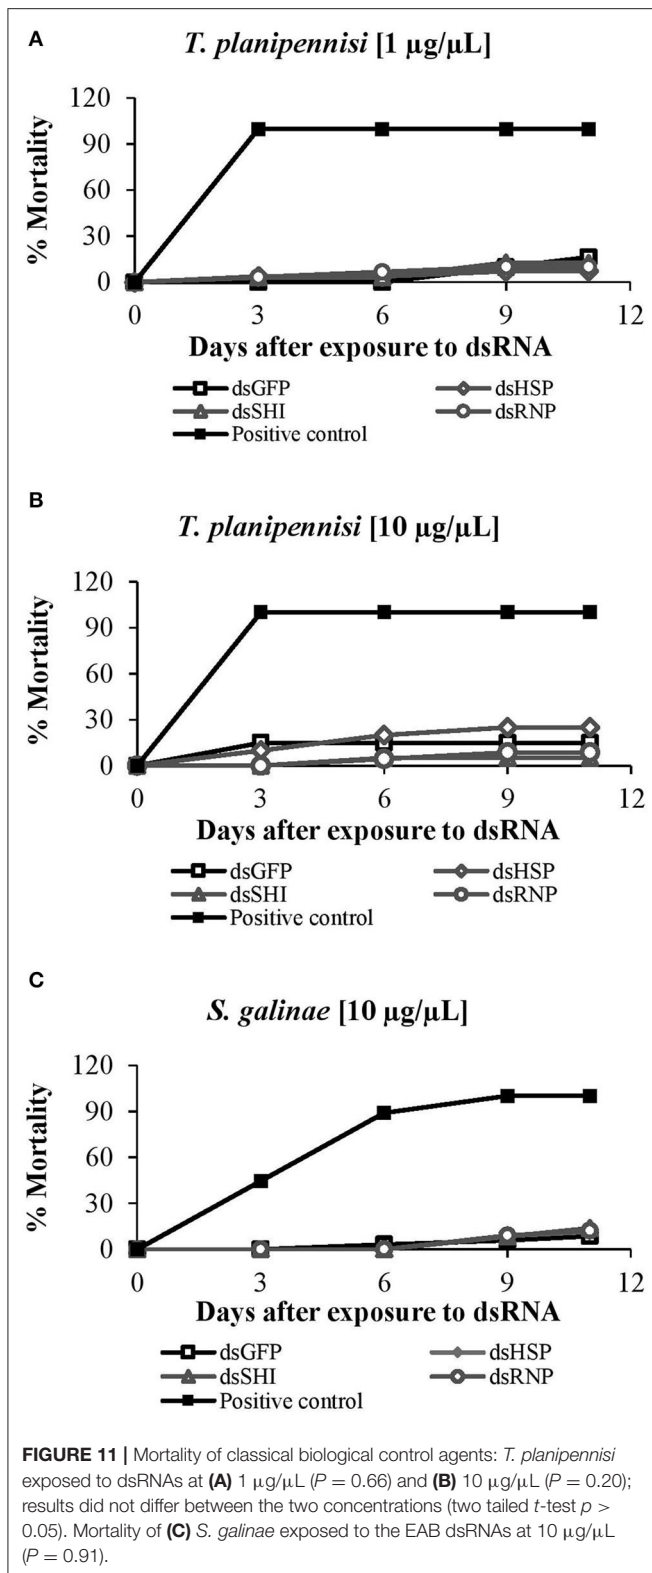 A
T. planipennisi [1 µg/µL]
120
90
60
30
0
% Mortality
0 3 6 9 12
Days after exposure to dsRNA
dsGFP dsHSP
dsSHI dsRNP
Positive control
B
T. planipennisi [10 µg/µL]
120
90
60
30
0
% Mortality
0 3 6 9 12
Days after exposure to dsRNA
dsGFP dsHSP
dsSHI dsRNP
Positive control
C
S. galinae [10 µg/µL]
120
90
60
30
0
% Mortality
0 3 6 9 12
Days after exposure to dsRNA
dsGFP dsHSP
dsSHI dsRNP
Positive control
FIGURE 11 | Mortality of classical biological control agents: T. planipennisi
exposed to dsRNAs at (A) 1 µg/µL (P = 0.66) and (B) 10 µg/µL (P = 0.20);
results did not differ between the two concentrations (two tailed t-test p >
0.05). Mortality of (C) S. galinae exposed to the EAB dsRNAs at 10 µg/µL
(P = 0.91).